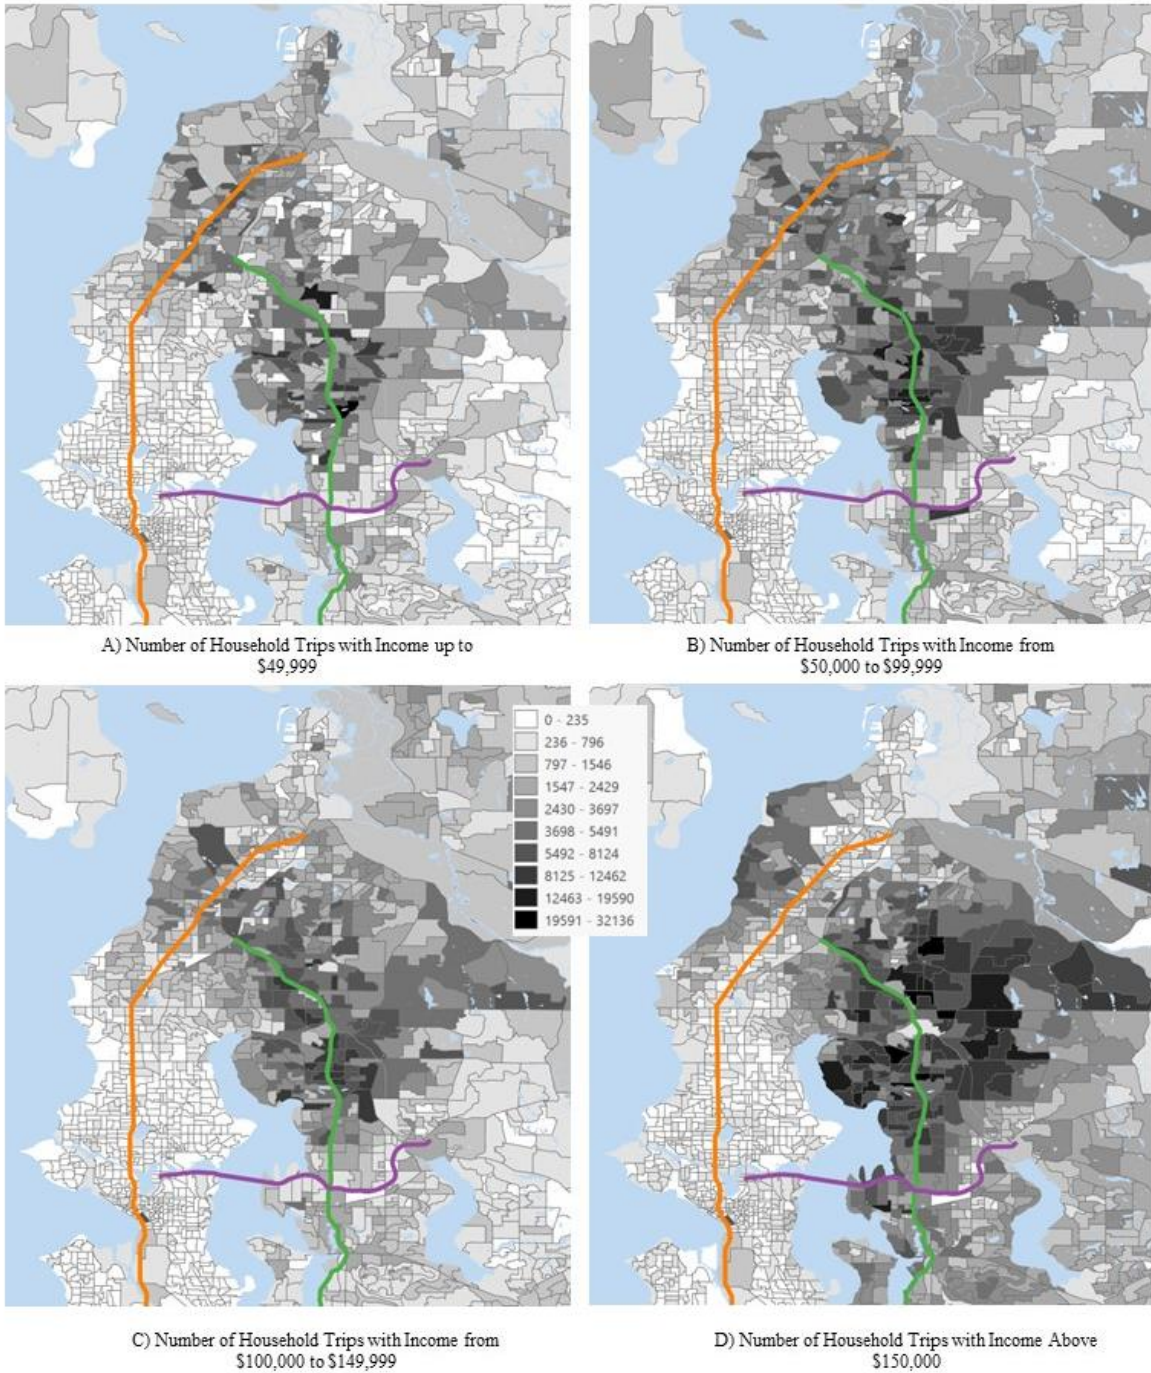 A) Number of Household Trips with Income up to
$49,999
B) Number of Household Trips with Income from
$50,000 to $99,999
0 - 235
236 - 796
797 - 1546
1547 - 2429
2430 - 3697
3698 - 5491
5492 - 8124
8125 - 12462
12463 - 19590
19591 - 32136
C) Number of Household Trips with Income from
$100,000 to $149,999
D) Number of Household Trips with Income Above
$150,000